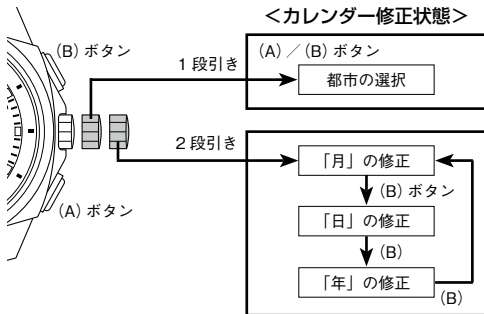 ＜カレンダー修正状態＞
(B) ボタン
(A) ／ (B) ボタン
1 段引き
都市の選択
2 段引き
「月」の修正
(B) ボタン
(A) ボタン
「日」の修正
(B)
「年」の修正
(B)